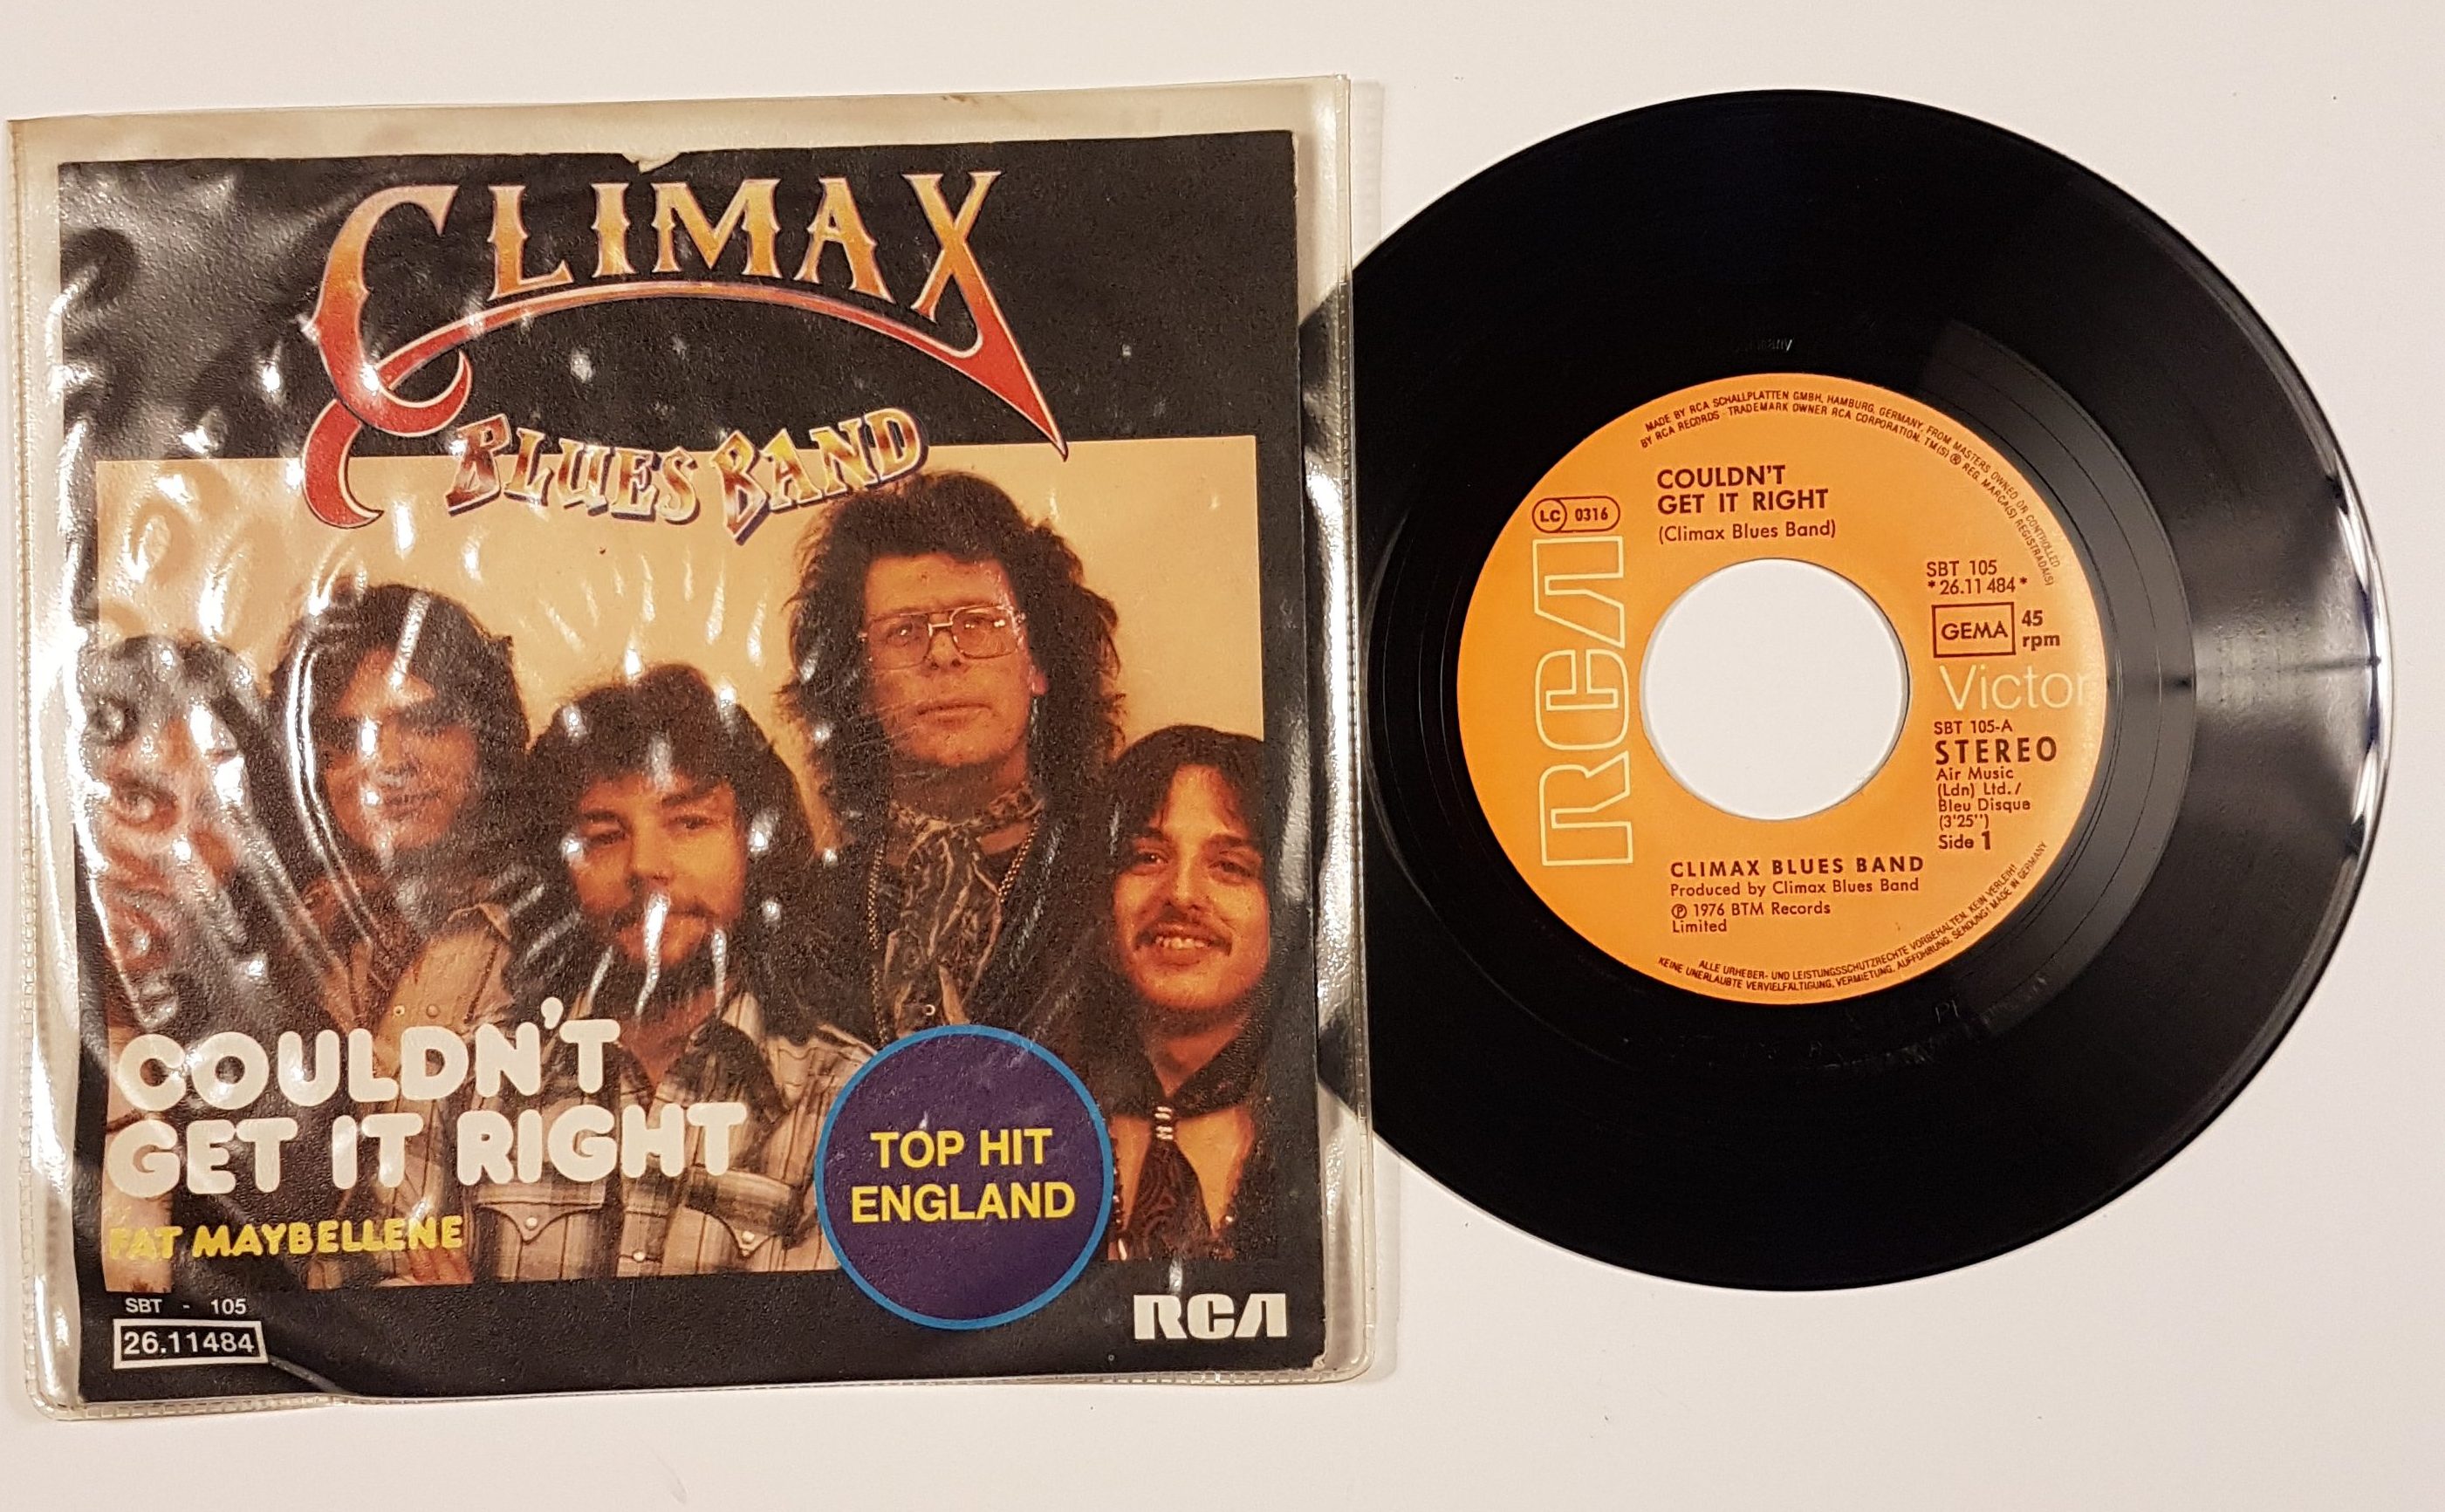 CLIMAX
BLUES BAND
COULDN'T
GET IT RIGHT
FAT MAYBELLENE
SBT - 105
26.11484
TOP HIT
ENGLAND
RCA
MADE BY RCA SCHALLPLATTEN GMBH, HAMBURG, GERMANY, FROM MASTERS OWNED OR CONTROLLED
BY RCA RECORDS - TRADEMARK OWNER RCA CORPORATION. TM(S) ® REG. MARCA(S) REGISTRADA(S)
COULDN'T
GET IT RIGHT
(Climax Blues Band)
LC 0316
RCA
SBT 105
*26.11 484*
GEMA 45
rpm
Victor
SBT 105-A
STEREO
Air Music
(Ldn) Ltd./
Bleu Disque
(3'25'')
Side 1
CLIMAX BLUES BAND
Produced by Climax Blues Band
℗ 1976 BTM Records
Limited
ALLE URHEBER- UND LEISTUNGSSCHUTZRECHTE VORBEHALTEN. KEIN VERLEIH!
KEINE UNERLAUBTE VERVIELFÄLTIGUNG, VERMIETUNG, AUFFÜHRUNG, SENDUNG! MADE IN GERMANY